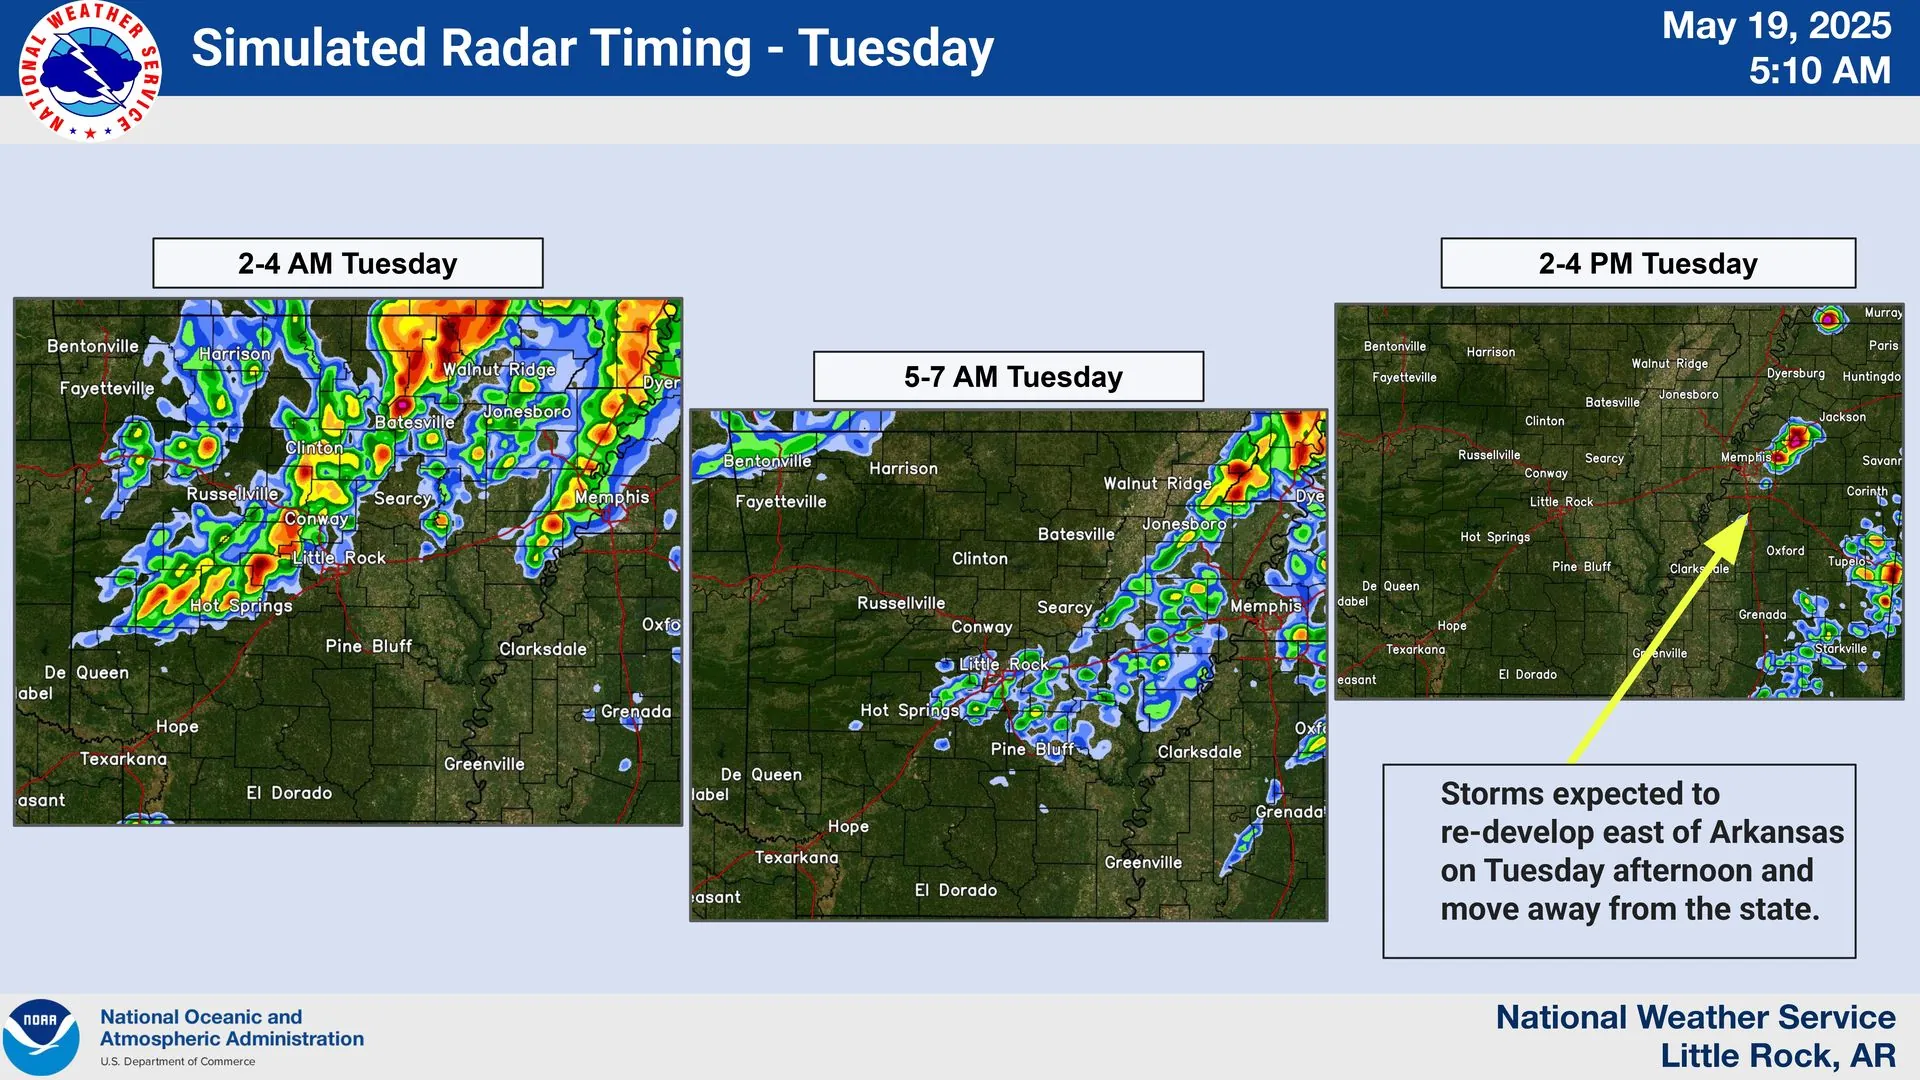 NATIONAL WEATHER SERVICE
Simulated Radar Timing - Tuesday
May 19, 2025
5:10 AM
2-4 AM Tuesday
Bentonville
Harrison
Fayetteville
Walnut Ridge
Dyer
Jonesboro
Batesville
Clinton
Russellville
Searcy
Memphis
Conway
Little Rock
Hot Springs
Oxfo
Pine Bluff
Clarksdale
De Queen
label
Grenada
Hope
Texarkana
Greenville
El Dorado
asant
5-7 AM Tuesday
Bentonville
Harrison
Walnut Ridge
Fayetteville
Dye
Jonesboro
Batesville
Clinton
Russellville
Searcy
Memphis
Conway
Little Rock
Hot Springs
Oxf
Pine Bluff
Clarksdale
De Queen
label
Grenada
Hope
Texarkana
Greenville
El Dorado
asant
2-4 PM Tuesday
Murray
Bentonville
Harrison
Paris
Walnut Ridge
Fayetteville
Dyersburg
Huntingdo
Jonesboro
Batesville
Jackson
Clinton
Russellville
Searcy
Memphis
Savann
Conway
Corinth
Little Rock
Hot Springs
Oxford
Pine Bluff
Clarksdale
Tupelo
De Queen
dabel
Grenada
Hope
Texarkana
Greenville
Starkville
El Dorado
easant
Storms expected to
re-develop east of Arkansas
on Tuesday afternoon and
move away from the state.
NOAA
National Oceanic and
Atmospheric Administration
U.S. Department of Commerce
National Weather Service
Little Rock, AR